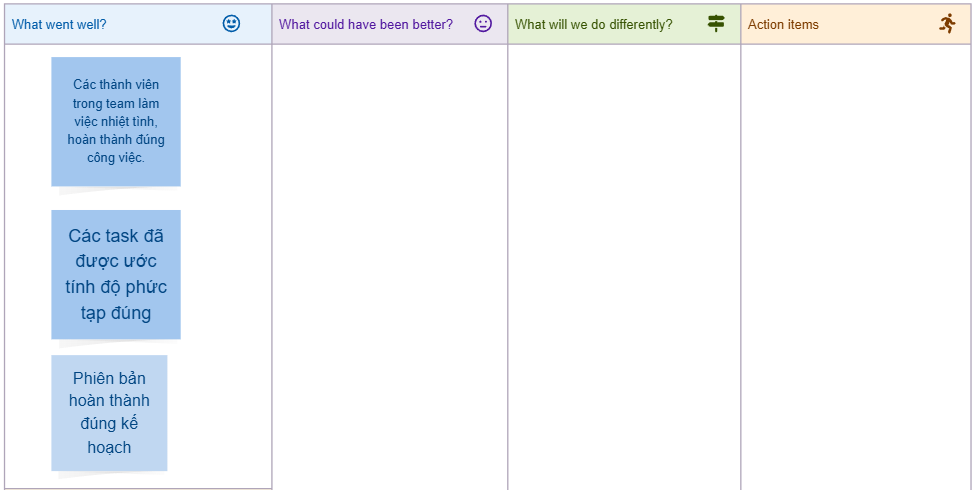 What went well?
What could have been better?
What will we do differently?
Action items
Các thành viên
trong team làm
việc nhiệt tình,
hoàn thành đúng
công việc.
Các task đã
được ước
tính độ phức
tạp đúng
Phiên bản
hoàn thành
đúng kế
hoạch